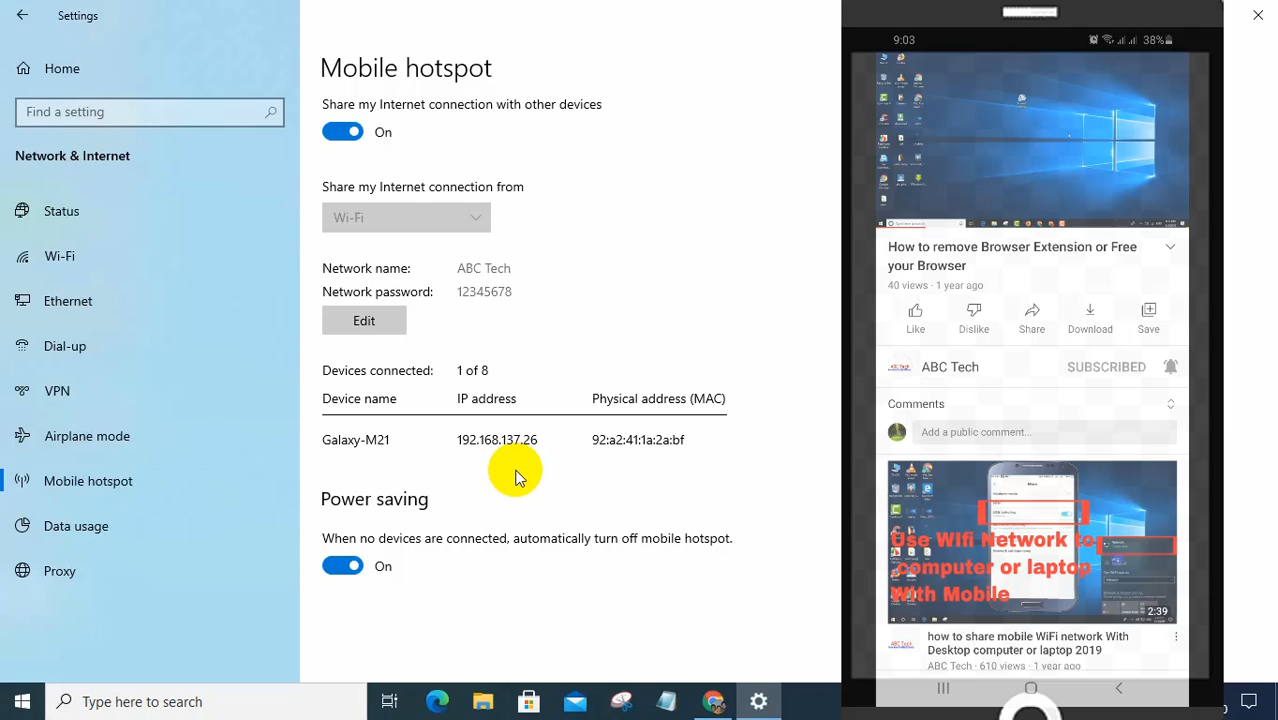 Settings
Home
Find a setting
Network & Internet
Status
Wi-Fi
Ethernet
Dial-up
VPN
Airplane mode
Mobile hotspot
Data usage
Proxy
Mobile hotspot
Share my Internet connection with other devices
On
Share my Internet connection from
Wi-Fi
Network name: ABC Tech
Network password: 12345678
Edit
Devices connected: 1 of 8
Device name IP address Physical address (MAC)
Galaxy-M21 192.168.137.26 92:a2:41:1a:2a:bf
Power saving
When no devices are connected, automatically turn off mobile hotspot.
On
9:03 38%
How to remove Browser Extension or Free
your Browser
40 views · 1 year ago
Like Dislike Share Download Save
ABC Tech SUBSCRIBED
Comments
Add a public comment...
Use WIfi Network to
computer or laptop
With Mobile
2:39
how to share mobile WiFi network With
Desktop computer or laptop 2019
ABC Tech · 610 views · 1 year ago
Type here to search